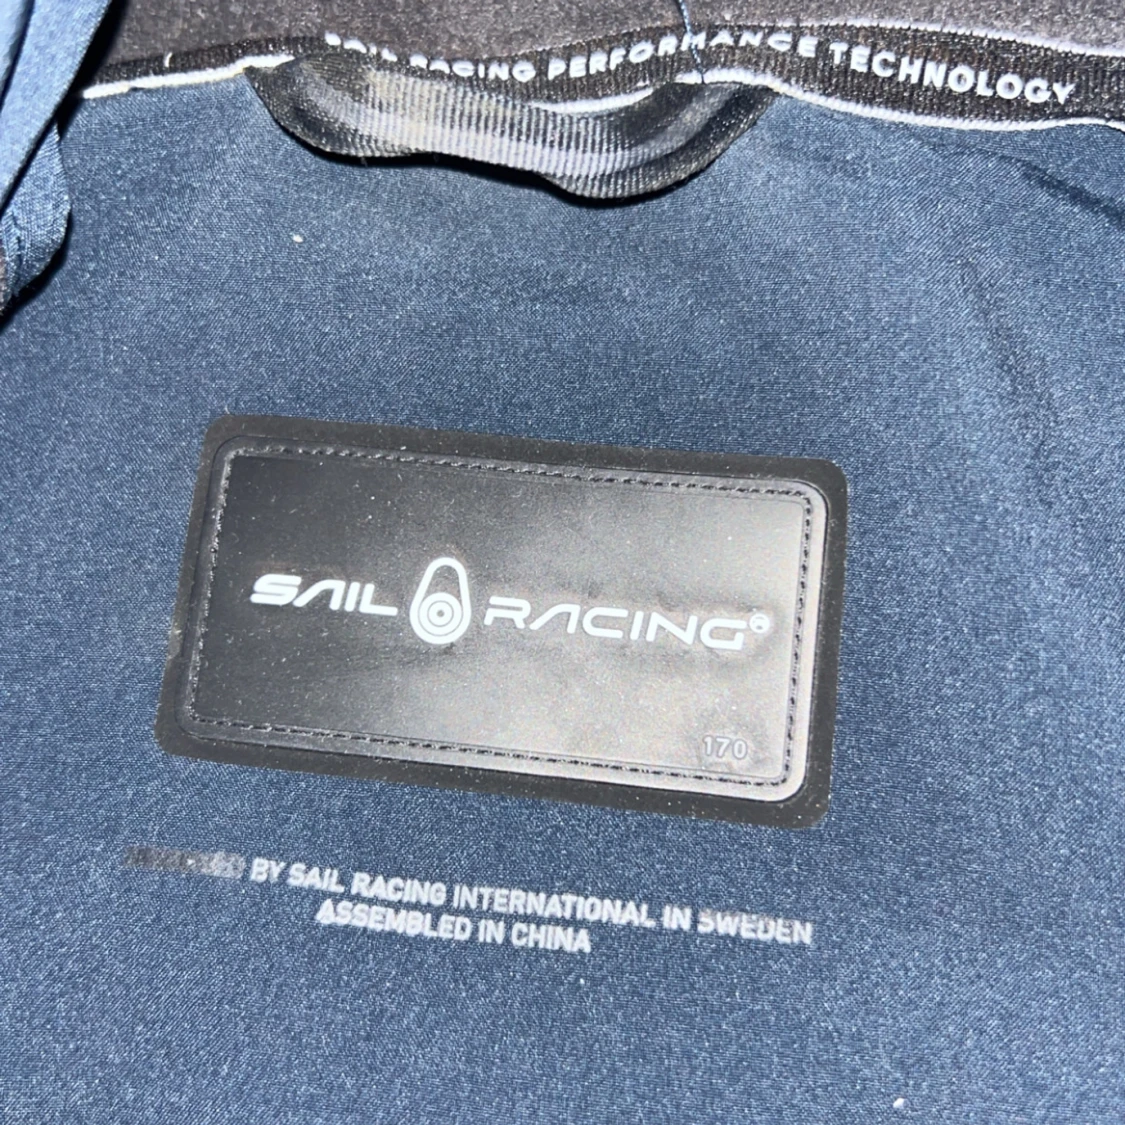 SAIL RACING PERFORMANCE TECHNOLOGY
SAIL RACING®
170
BY SAIL RACING INTERNATIONAL IN SWEDEN
ASSEMBLED IN CHINA